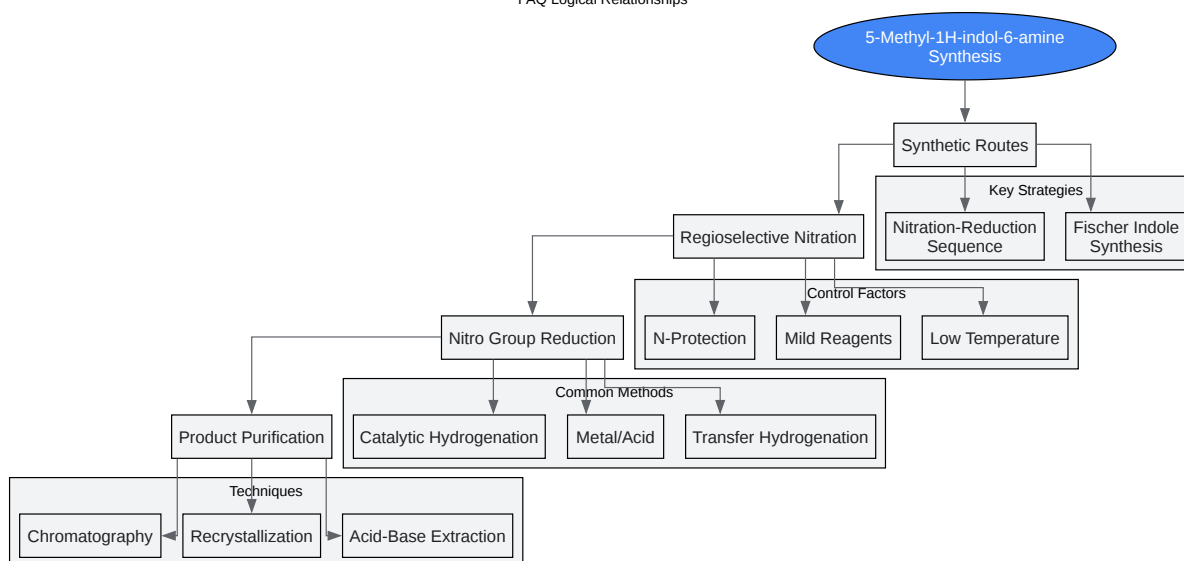 FAQ Logical Relationships
5-Methyl-1H-indol-6-amine
Synthesis
Synthetic Routes
Key Strategies
Nitration-Reduction
Sequence
Fischer Indole
Synthesis
Regioselective Nitration
Control Factors
N-Protection
Mild Reagents
Low Temperature
Nitro Group Reduction
Common Methods
Catalytic Hydrogenation
Metal/Acid
Transfer Hydrogenation
Product Purification
Techniques
Chromatography
Recrystallization
Acid-Base Extraction